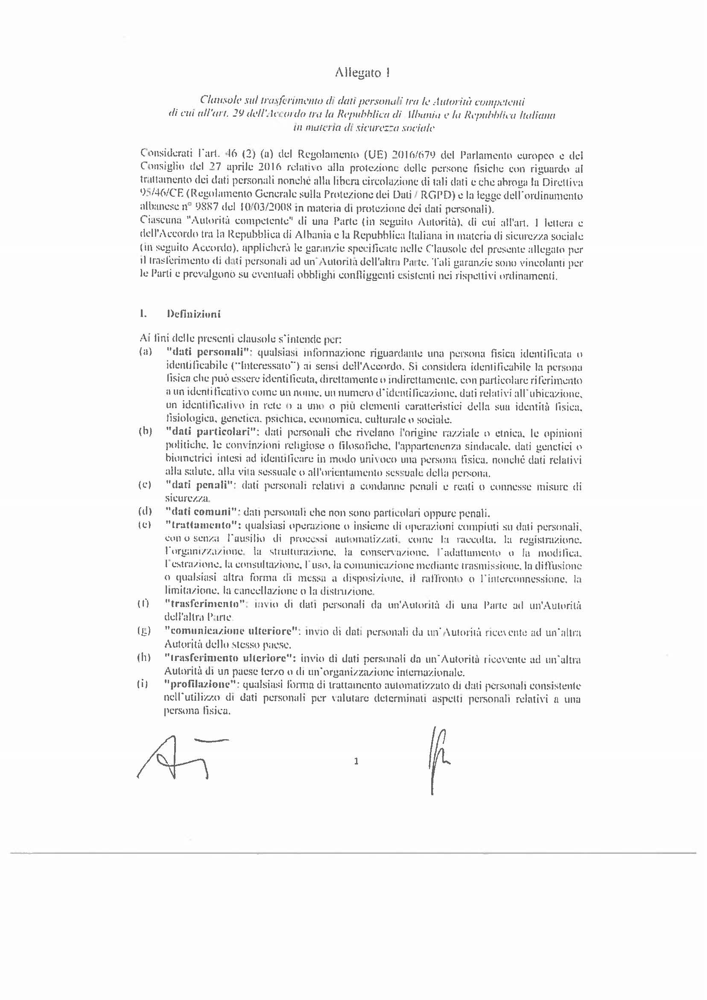 Allegato 1
Clausole sul trasferimento di dati personali tra le Autorità competenti
di cui all'art. 29 dell'Accordo tra la Repubblica di Albania e la Repubblica Italiana
in materia di sicurezza sociale
Considerati l'art. 46 (2) (a) del Regolamento (UE) 2016/679 del Parlamento europeo e del
Consiglio del 27 aprile 2016 relativo alla protezione delle persone fisiche con riguardo al
trattamento dei dati personali nonché alla libera circolazione di tali dati e che abroga la Direttiva
95/46/CE (Regolamento Generale sulla Protezione dei Dati / RGPD) e la legge dell'ordinamento
albanese n° 9887 del 10/03/2008 in materia di protezione dei dati personali).
Ciascuna "Autorità competente" di una Parte (in seguito Autorità), di cui all'art. 1 lettera e
dell'Accordo tra la Repubblica di Albania e la Repubblica Italiana in materia di sicurezza sociale
(in seguito Accordo), applicherà le garanzie specificate nelle Clausole del presente allegato per
il trasferimento di dati personali ad un'Autorità dell'altra Parte. Tali garanzie sono vincolanti per
le Parti e prevalgono su eventuali obblighi confliggenti esistenti nei rispettivi ordinamenti.
I. Definizioni
Ai fini delle presenti clausole s'intende per:
(a) "dati personali": qualsiasi informazione riguardante una persona fisica identificata o
identificabile ("Interessato") ai sensi dell'Accordo. Si considera identificabile la persona
fisica che può essere identificata, direttamente o indirettamente, con particolare riferimento
a un identificativo come un nome, un numero d'identificazione, dati relativi all'ubicazione,
un identificativo in rete o a uno o più elementi caratteristici della sua identità fisica,
fisiologica, genetica, psichica, economica, culturale o sociale.
(b) "dati particolari": dati personali che rivelano l'origine razziale o etnica, le opinioni
politiche, le convinzioni religiose o filosofiche, l'appartenenza sindacale, dati genetici o
biometrici intesi ad identificare in modo univoco una persona fisica, nonché dati relativi
alla salute, alla vita sessuale o all'orientamento sessuale della persona.
(c) "dati penali": dati personali relativi a condanne penali e reati o connesse misure di
sicurezza.
(d) "dati comuni": dati personali che non sono particolari oppure penali.
(e) "trattamento": qualsiasi operazione o insieme di operazioni compiuti su dati personali,
con o senza l'ausilio di processi automatizzati, come la raccolta, la registrazione,
l'organizzazione, la strutturazione, la conservazione, l'adattamento o la modifica,
l'estrazione, la consultazione, l'uso, la comunicazione mediante trasmissione, la diffusione
o qualsiasi altra forma di messa a disposizione, il raffronto o l'interconnessione, la
limitazione, la cancellazione o la distruzione.
(f) "trasferimento": invio di dati personali da un'Autorità di una Parte ad un'Autorità
dell'altra Parte.
(g) "comunicazione ulteriore": invio di dati personali da un'Autorità ricevente ad un'altra
Autorità dello stesso paese.
(h) "trasferimento ulteriore": invio di dati personali da un'Autorità ricevente ad un'altra
Autorità di un paese terzo o di un'organizzazione internazionale.
(i) "profilazione": qualsiasi forma di trattamento automatizzato di dati personali consistente
nell'utilizzo di dati personali per valutare determinati aspetti personali relativi a una
persona fisica.
1